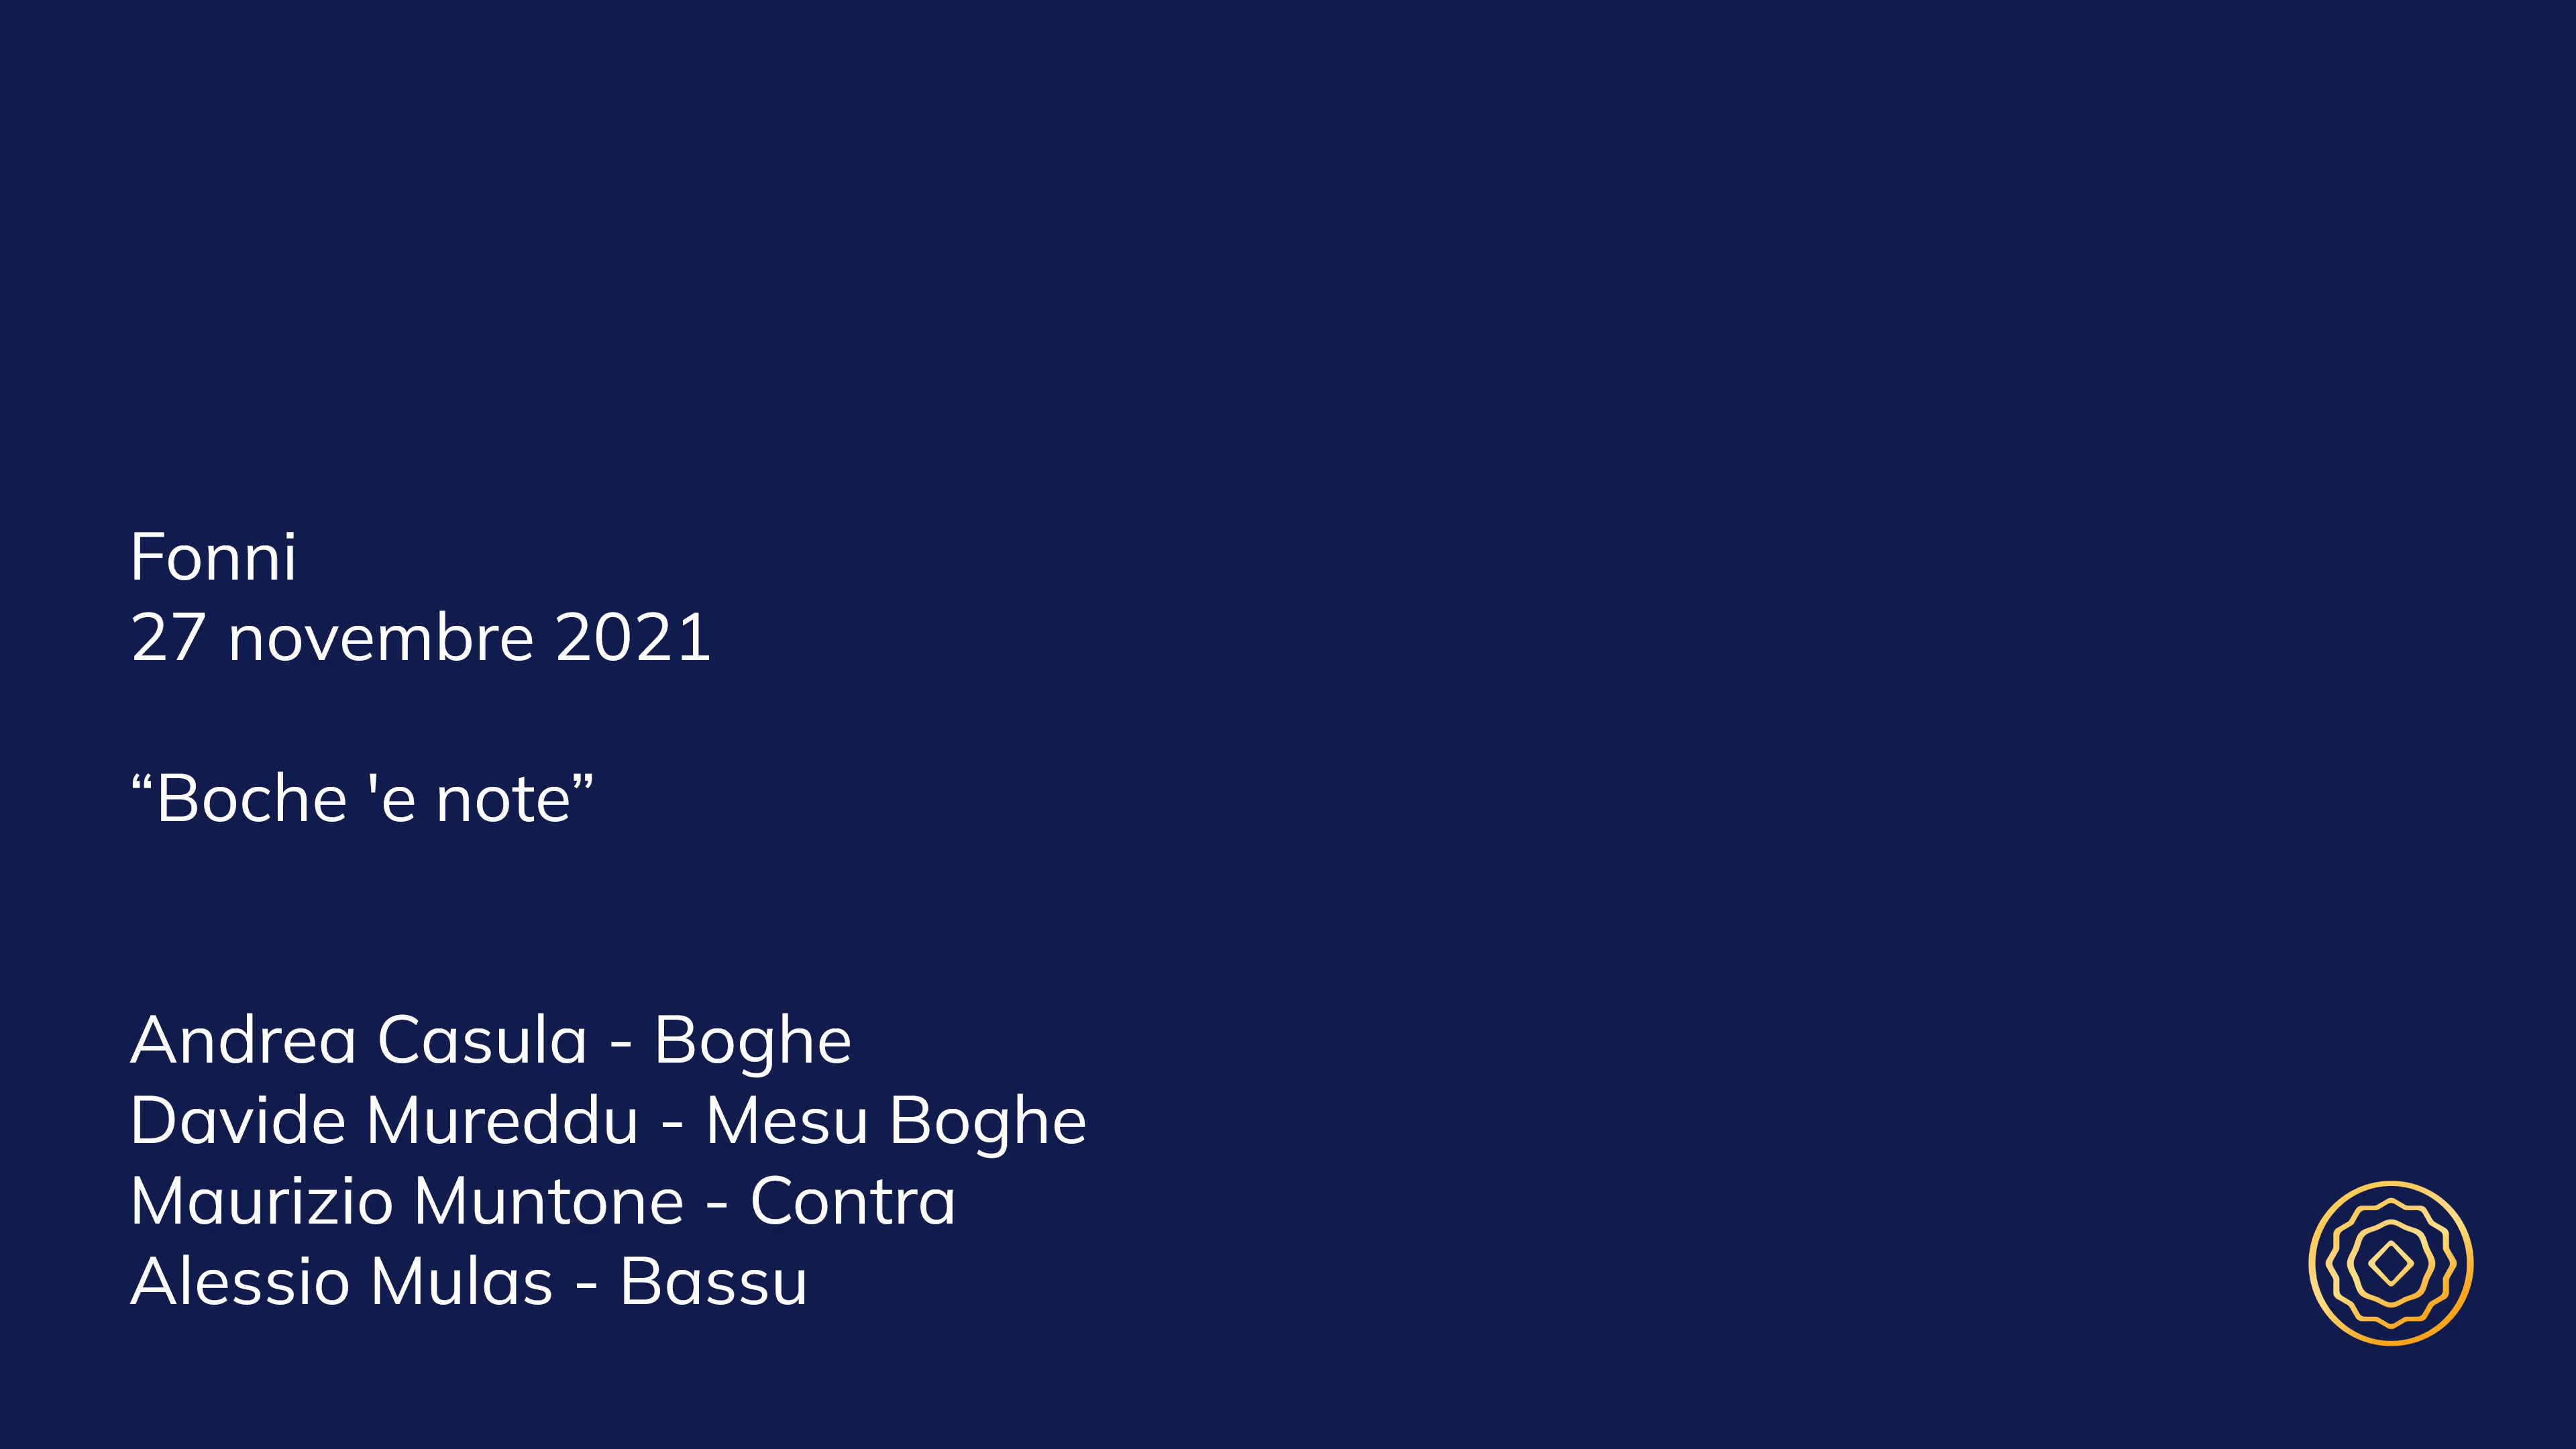 Fonni
27 novembre 2021
“Boche 'e note”
Andrea Casula - Boghe
Davide Mureddu - Mesu Boghe
Maurizio Muntone - Contra
Alessio Mulas - Bassu